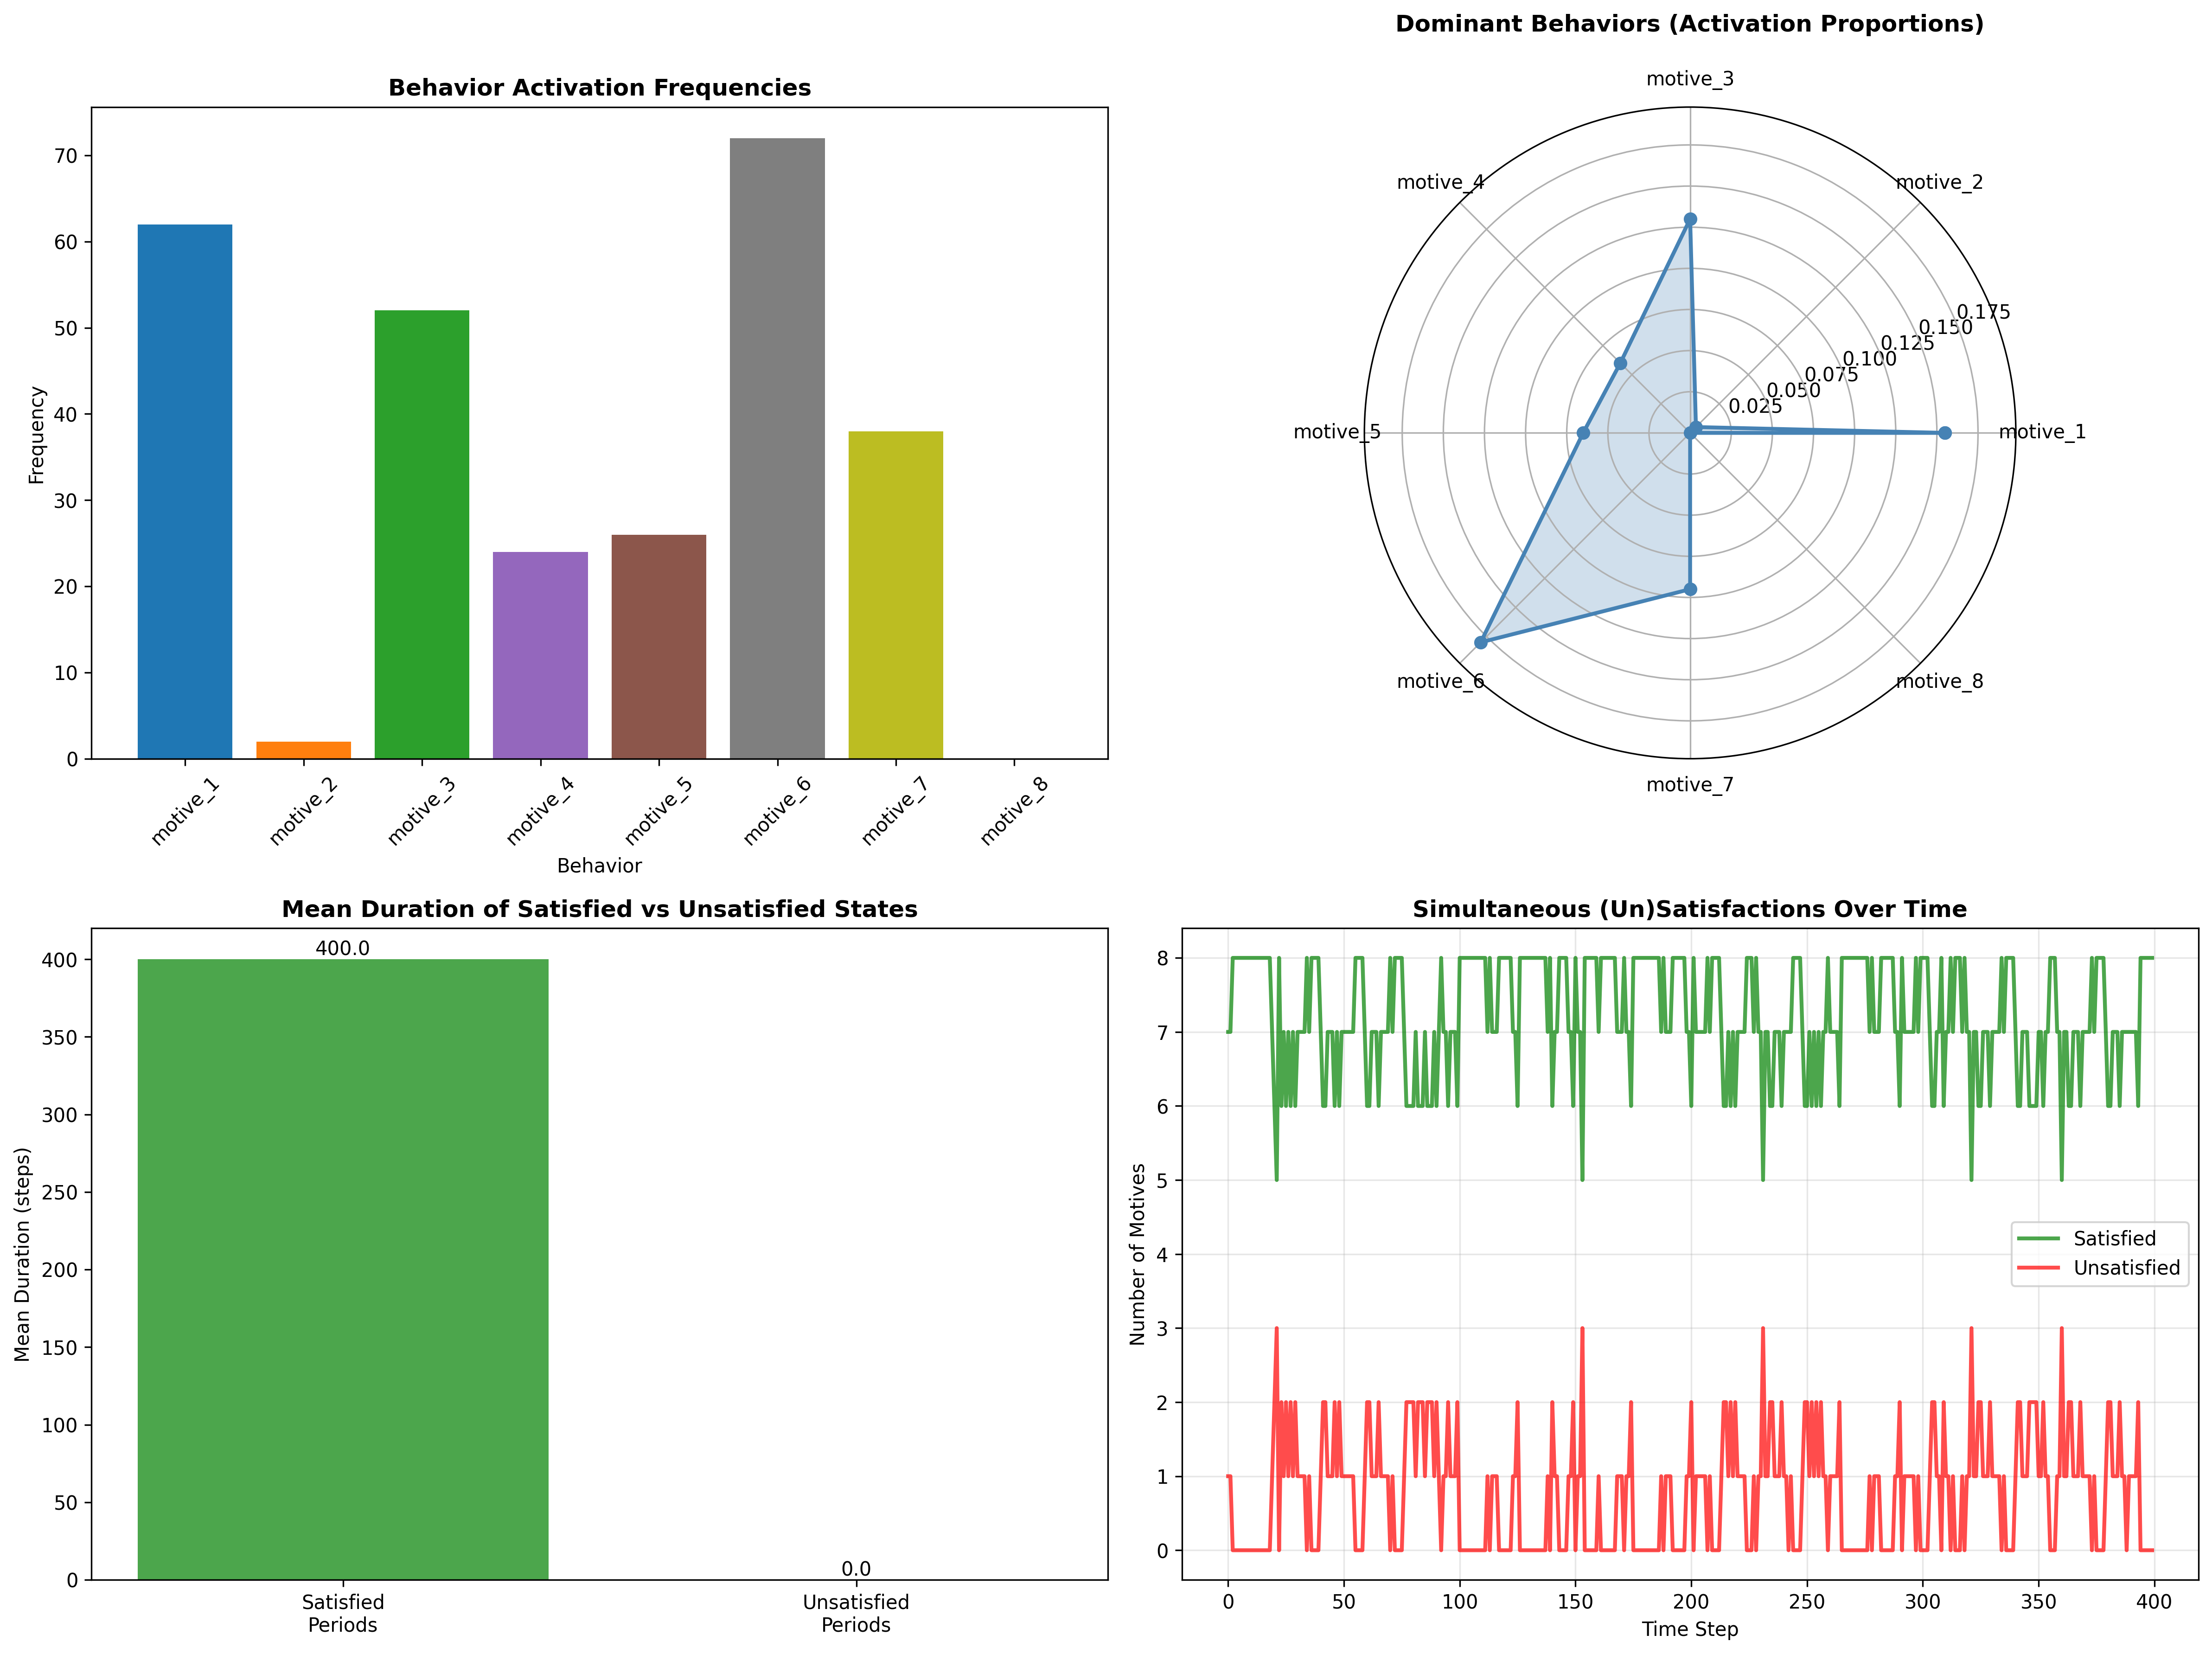 Behavior Activation Frequencies
Frequency
70
60
50
40
30
20
10
0
motive_1
motive_2
motive_3
motive_4
motive_5
motive_6
motive_7
motive_8
Behavior
Dominant Behaviors (Activation Proportions)
motive_3
motive_4
motive_2
0.175
0.150
0.125
0.100
0.075
0.050
0.025
motive_5
motive_1
motive_6
motive_8
motive_7
Mean Duration of Satisfied vs Unsatisfied States
Mean Duration (steps)
400
350
300
250
200
150
100
50
0
400.0
0.0
Satisfied
Periods
Unsatisfied
Periods
Simultaneous (Un)Satisfactions Over Time
Number of Motives
8
7
6
5
4
3
2
1
0
Satisfied
Unsatisfied
0
50
100
150
200
250
300
350
400
Time Step